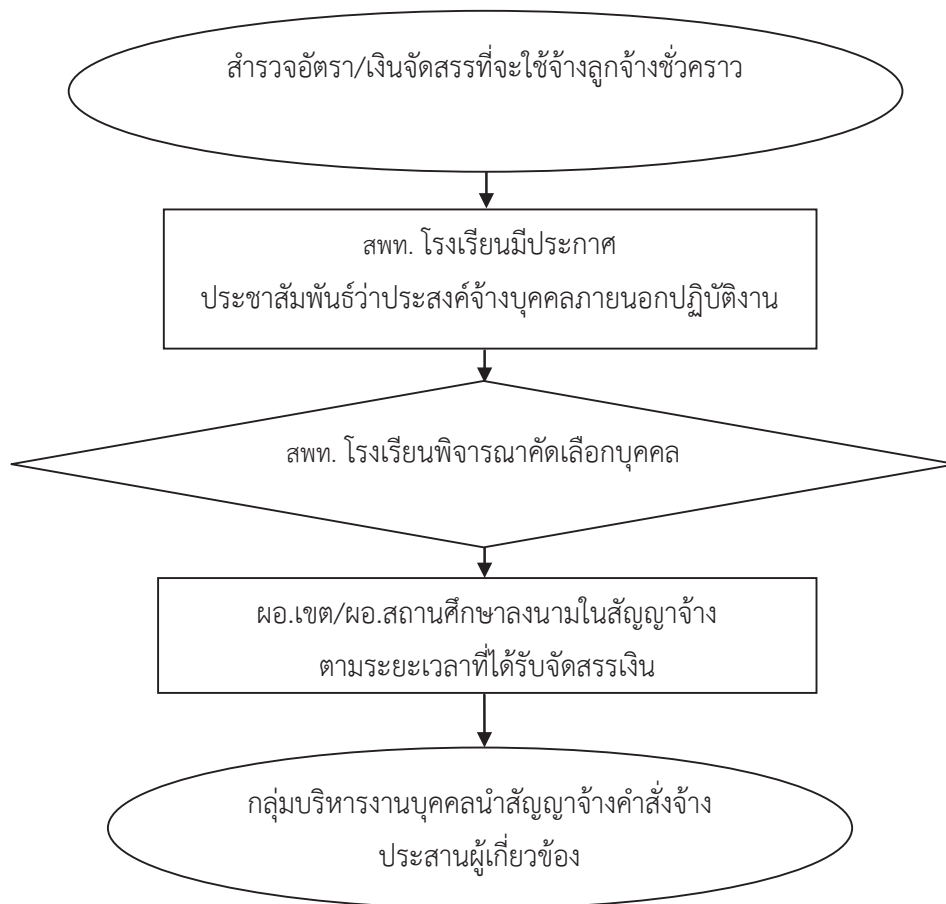 สำรวจอัตรา/เงินจัดสรรที่จะใช้จ้างลูกจ้างชั่วคราว
สพท. โรงเรียนมีประกาศ
ประชาสัมพันธ์ว่าประสงค์จ้างบุคคลภายนอกปฏิบัติงาน
สพท. โรงเรียนพิจารณาคัดเลือกบุคคล
ผอ.เขต/ผอ.สถานศึกษาลงนามในสัญญาจ้าง
ตามระยะเวลาที่ได้รับจัดสรรเงิน
กลุ่มบริหารงานบุคคลนำสัญญาจ้างคำสั่งจ้าง
ประสานผู้เกี่ยวข้อง